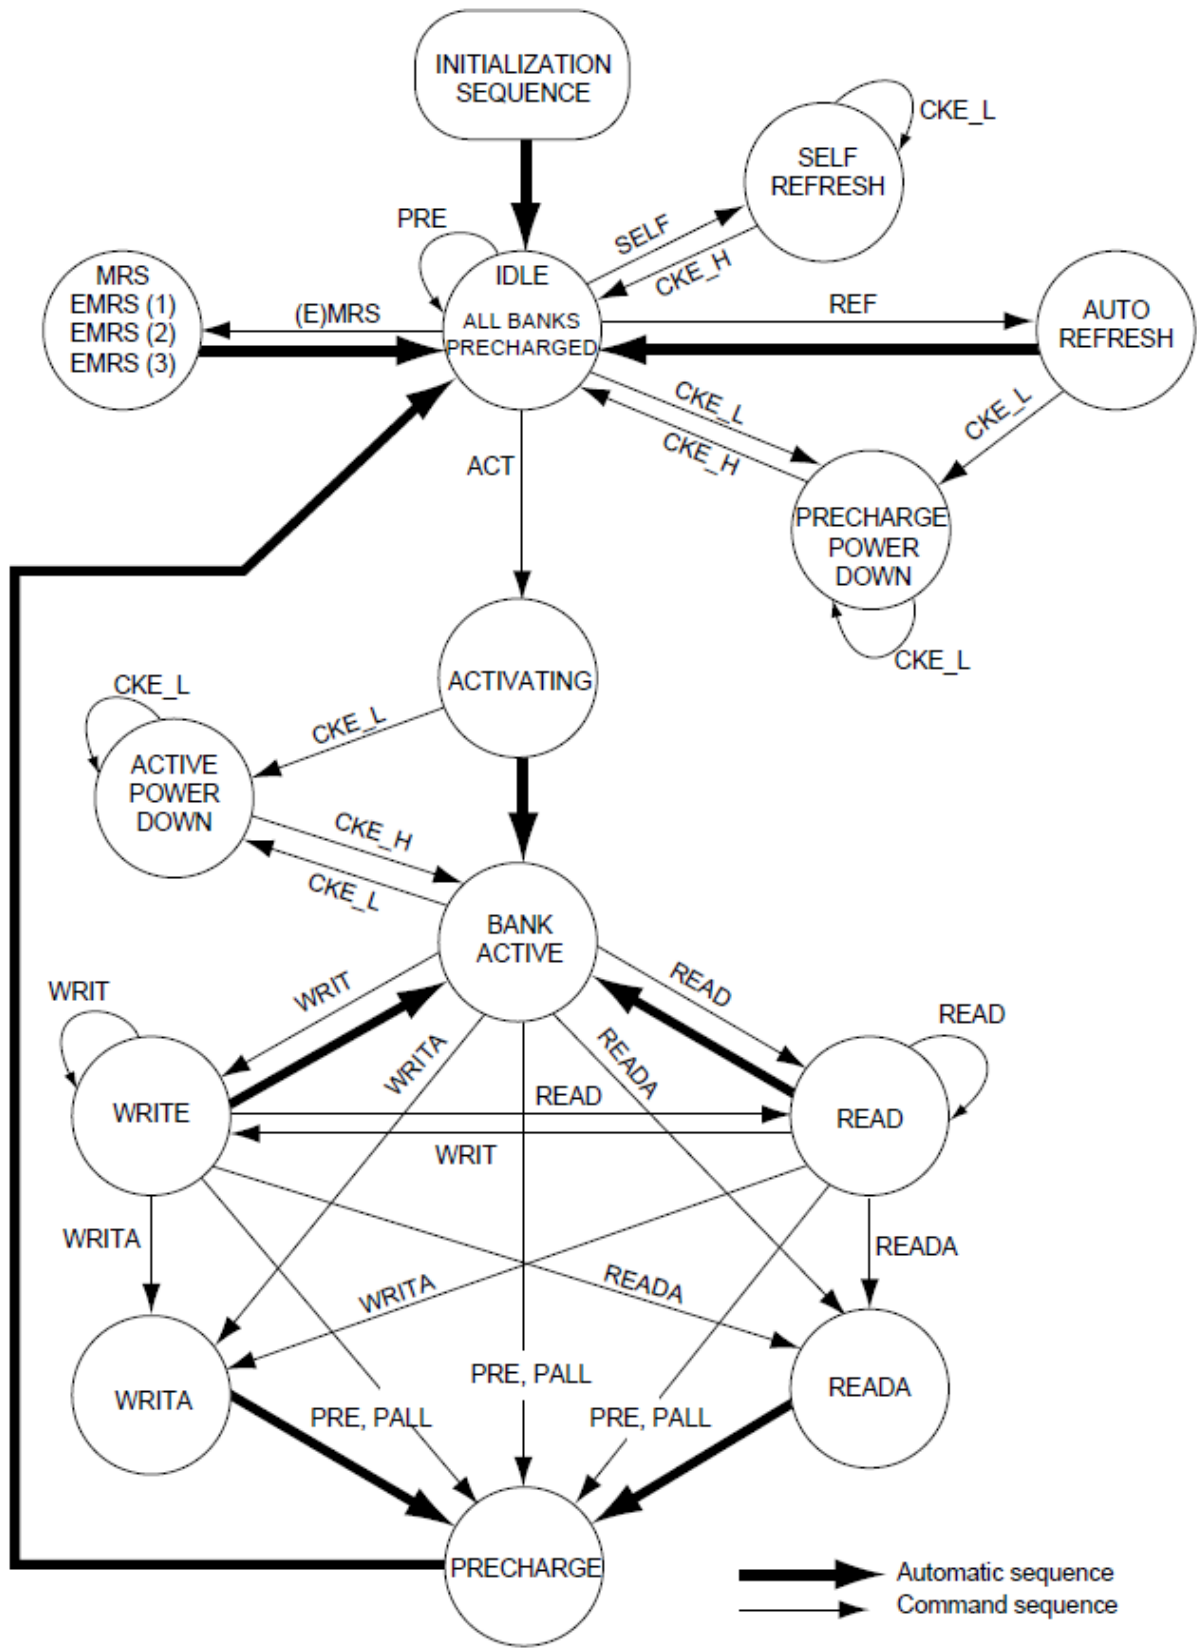 INITIALIZATION
SEQUENCE
CKE_L
SELF
REFRESH
PRE
SELF
CKE_H
IDLE
ALL BANKS
PRECHARGED
MRS
EMRS (1)
EMRS (2)
EMRS (3)
(E)MRS
REF
AUTO
REFRESH
CKE_L
CKE_H
CKE_L
ACT
PRECHARGE
POWER
DOWN
CKE_L
ACTIVATING
CKE_L
CKE_L
ACTIVE
POWER
DOWN
CKE_H
CKE_L
BANK
ACTIVE
WRIT
WRIT
READ
READ
WRITA
READA
WRITE
READ
WRIT
READ
WRITA
READA
WRITA
READA
WRITA
PRE, PALL
PRE, PALL
PRE, PALL
READA
PRECHARGE
Automatic sequence
Command sequence